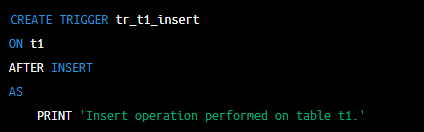 CREATE TRIGGER tr_t1_insert
ON t1
AFTER INSERT
AS
PRINT 'Insert operation performed on table t1.'